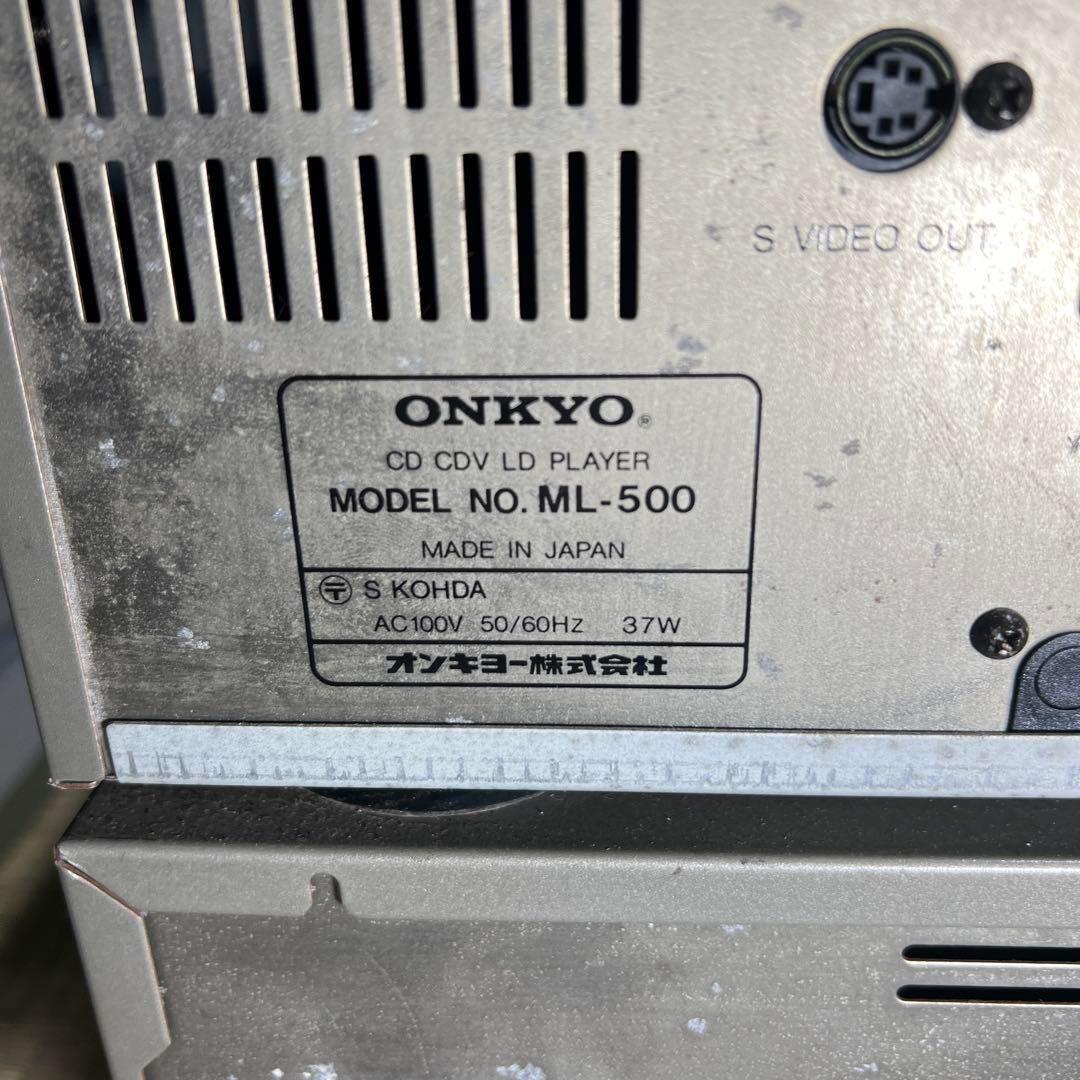 S VIDEO OUT
ONKYO®
CD CDV LD PLAYER
MODEL NO. ML-500
MADE IN JAPAN
〒 S KOHDA
AC100V 50/60Hz 37W
オンキヨー株式会社